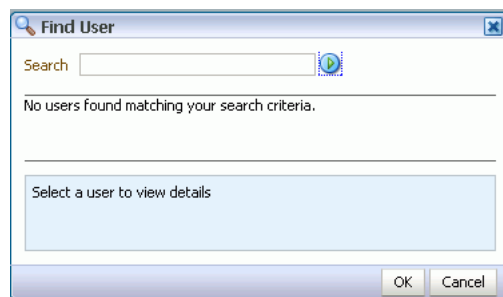 Find User
Search
No users found matching your search criteria.
Select a user to view details
OK Cancel